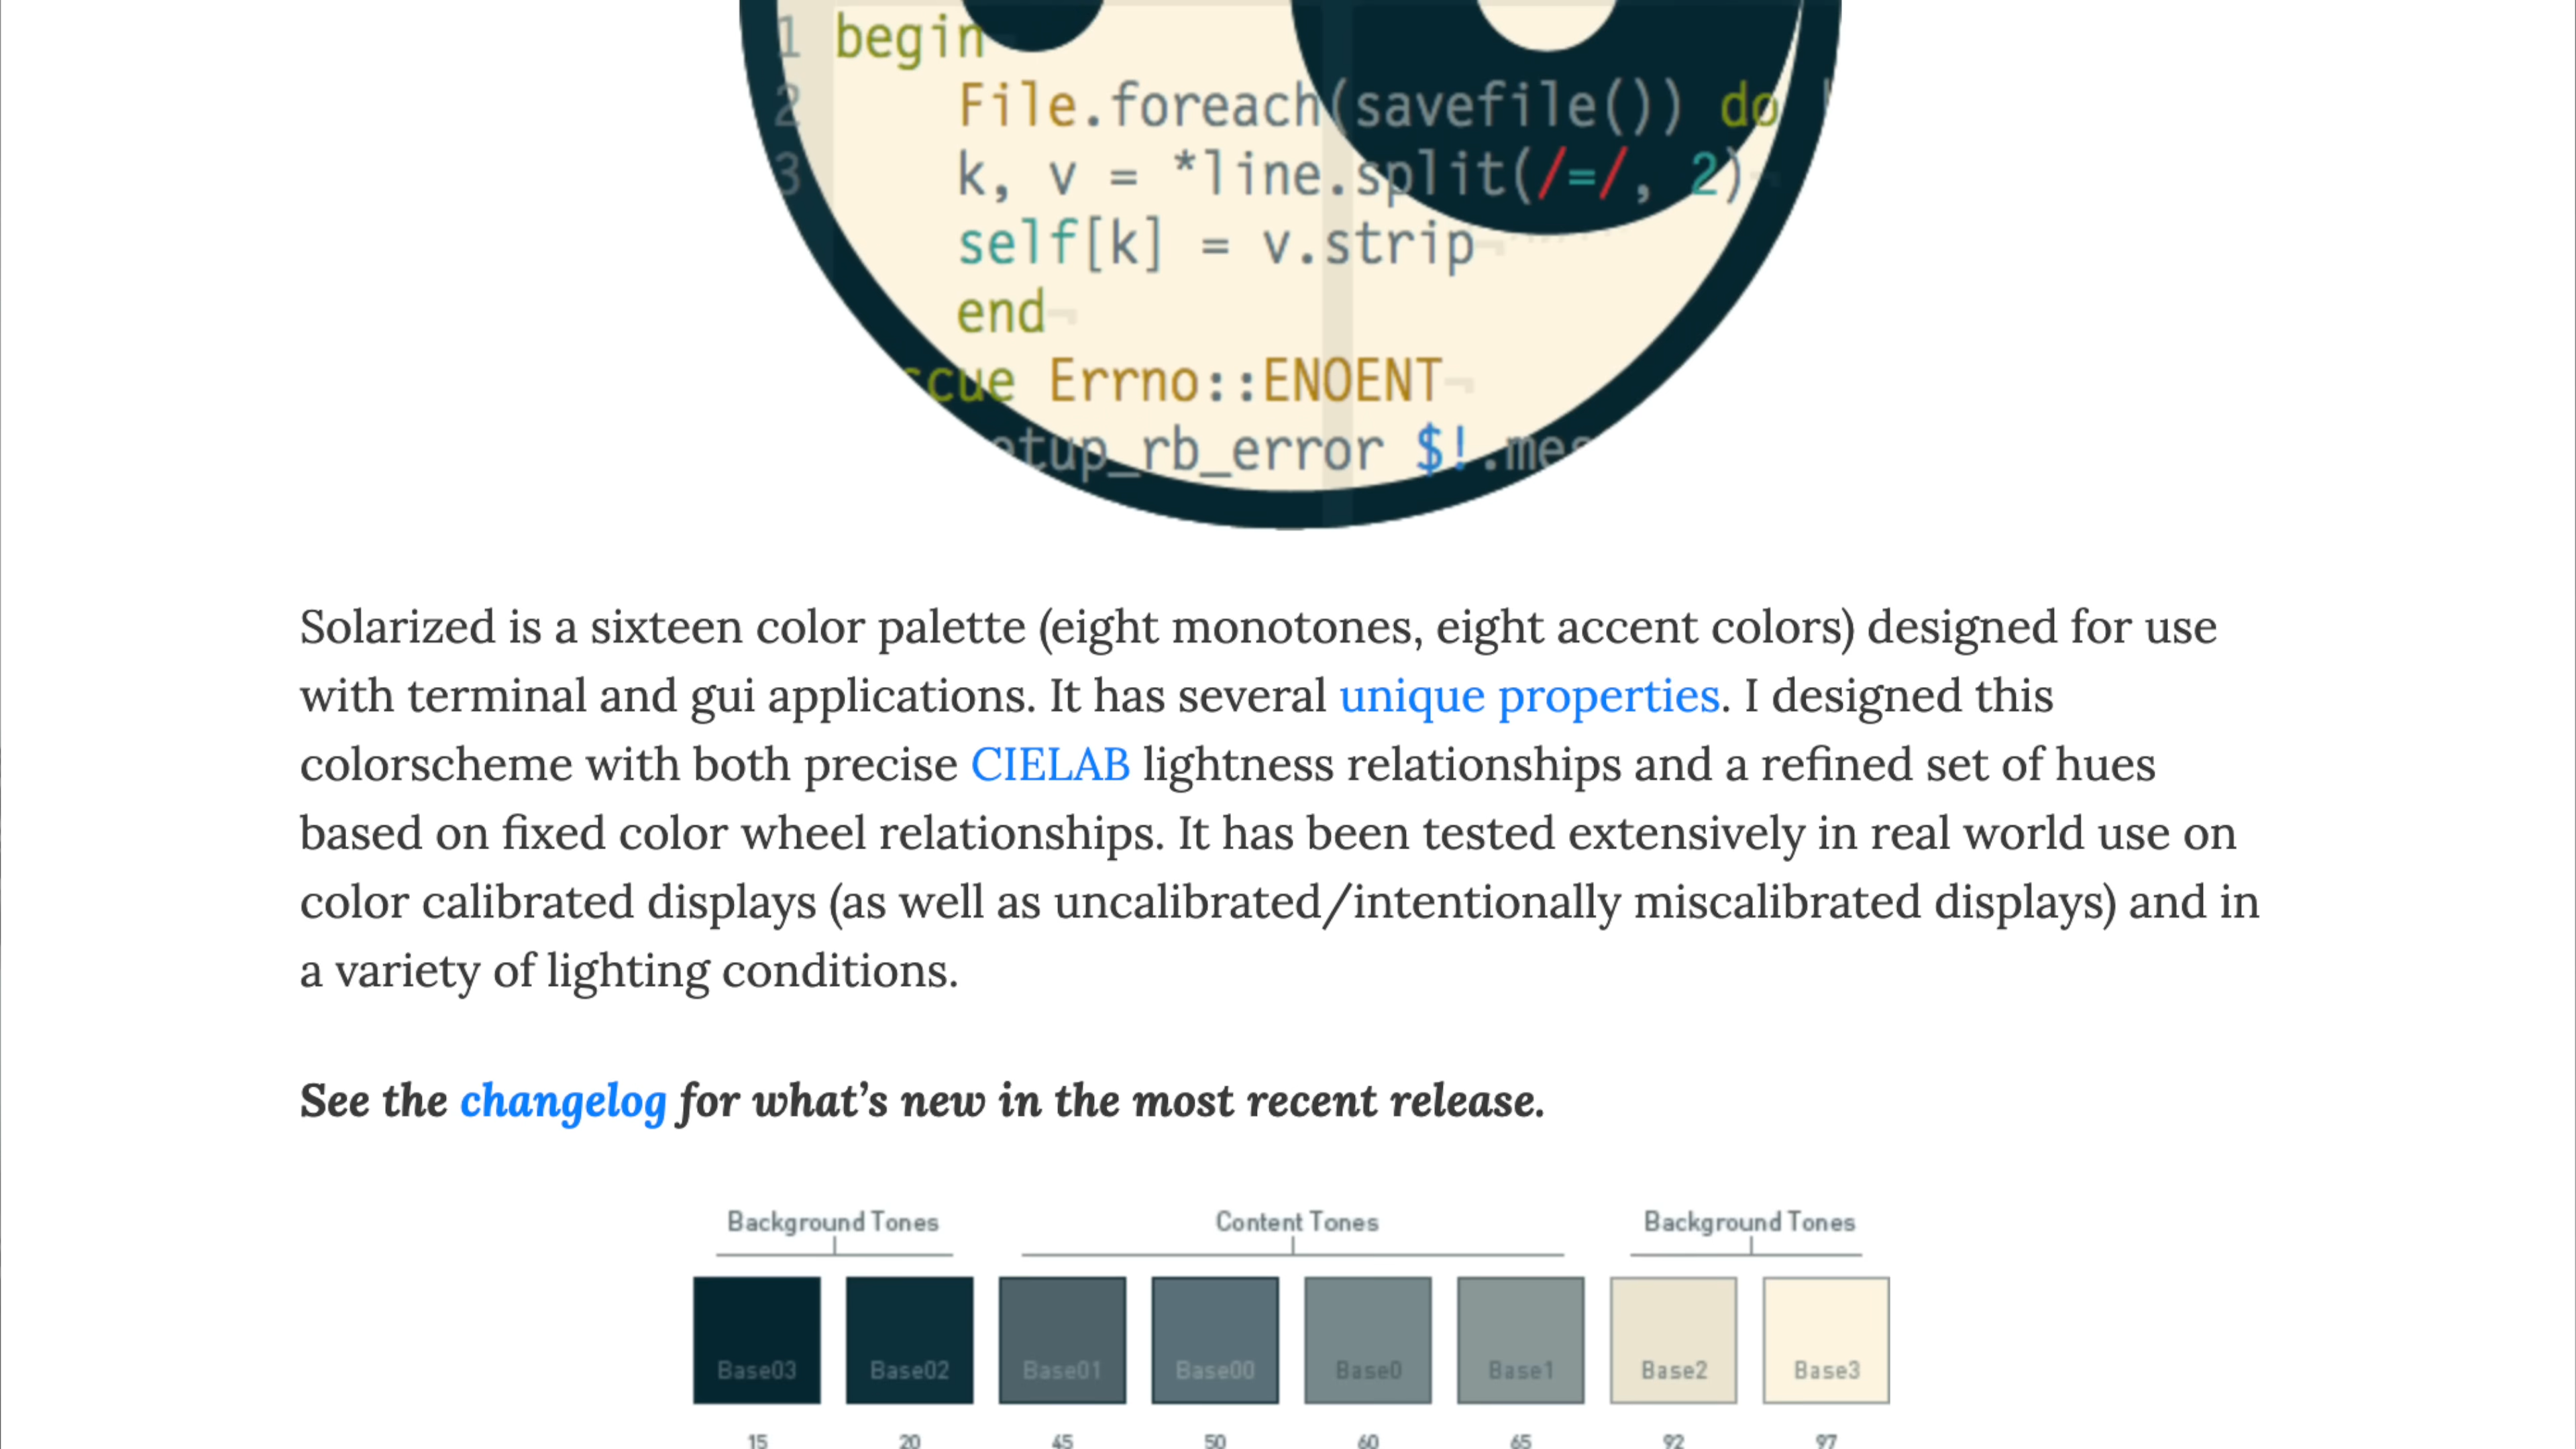 1 begin¬
2 File.foreach(savefile()) do |
3 k, v = *line.split(/=/, 2)¬
self[k] = v.strip¬
end¬
scue Errno::ENOENT¬
etup_rb_error $!.mes
Solarized is a sixteen color palette (eight monotones, eight accent colors) designed for use
with terminal and gui applications. It has several unique properties. I designed this
colorscheme with both precise CIELAB lightness relationships and a refined set of hues
based on fixed color wheel relationships. It has been tested extensively in real world use on
color calibrated displays (as well as uncalibrated/intentionally miscalibrated displays) and in
a variety of lighting conditions.
See the changelog for what’s new in the most recent release.
Background Tones Content Tones Background Tones
Base03 Base02 Base01 Base00 Base0 Base1 Base2 Base3
15 20 45 50 60 65 92 97